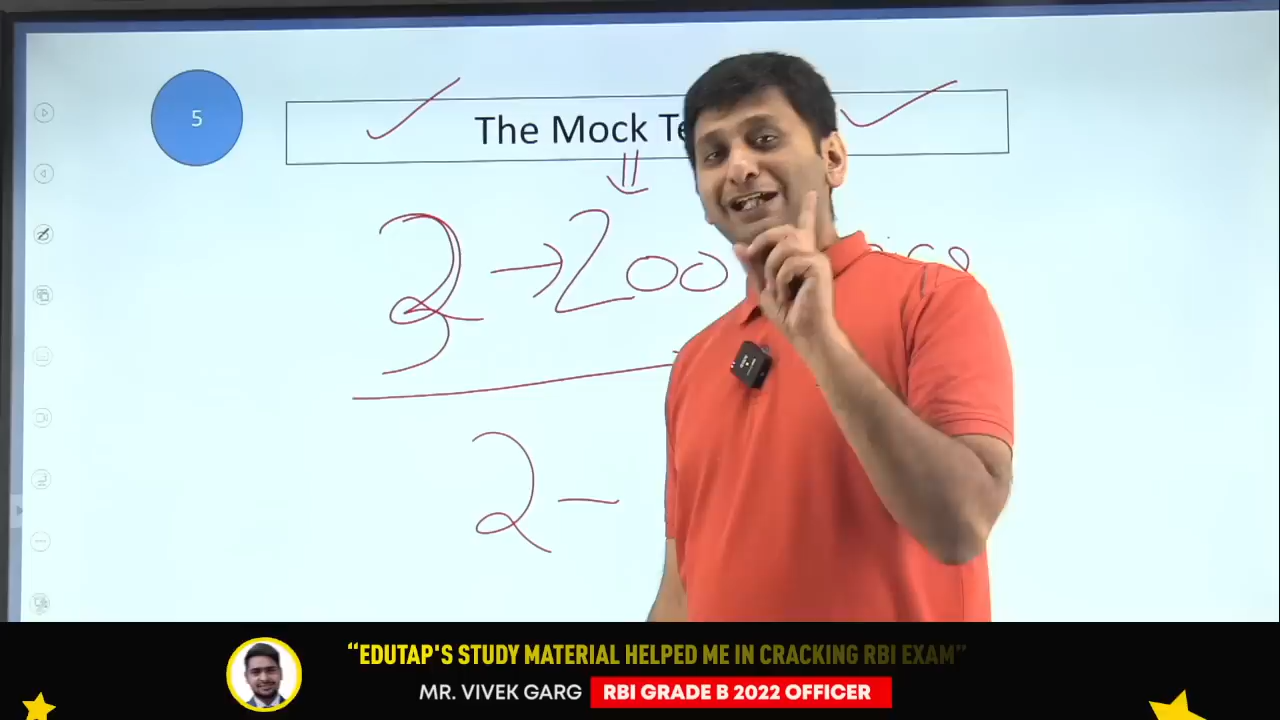 5
The Mock Te
2 → 200
2 -
“EDUTAP'S STUDY MATERIAL HELPED ME IN CRACKING RBI EXAM”
MR. VIVEK GARG RBI GRADE B 2022 OFFICER